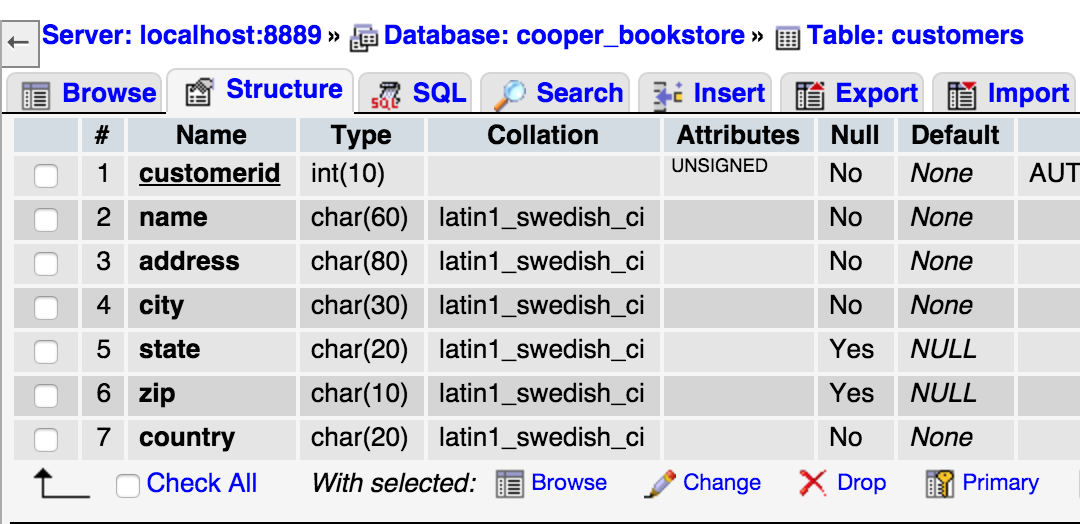 ← Server: localhost:8889 » Database: cooper_bookstore » Table: customers
Browse Structure SQL Search Insert Export Import
# Name Type Collation Attributes Null Default
1 customerid int(10) UNSIGNED No None AUT
2 name char(60) latin1_swedish_ci No None
3 address char(80) latin1_swedish_ci No None
4 city char(30) latin1_swedish_ci No None
5 state char(20) latin1_swedish_ci Yes NULL
6 zip char(10) latin1_swedish_ci Yes NULL
7 country char(20) latin1_swedish_ci No None
Check All With selected: Browse Change Drop Primary